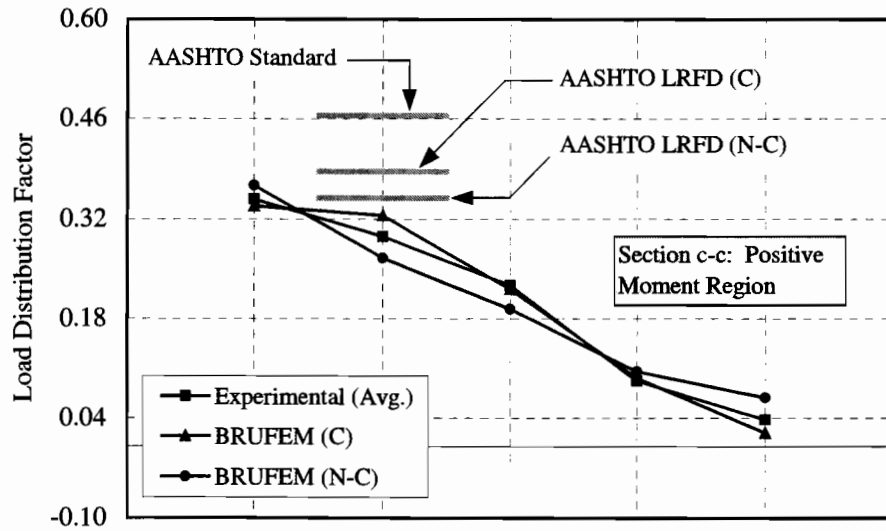 0.60
AASHTO Standard
AASHTO LRFD (C)
0.46
AASHTO LRFD (N-C)
0.32
Section c-c: Positive
Moment Region
0.18
Load Distribution Factor
Experimental (Avg.)
0.04
BRUFEM (C)
BRUFEM (N-C)
-0.10